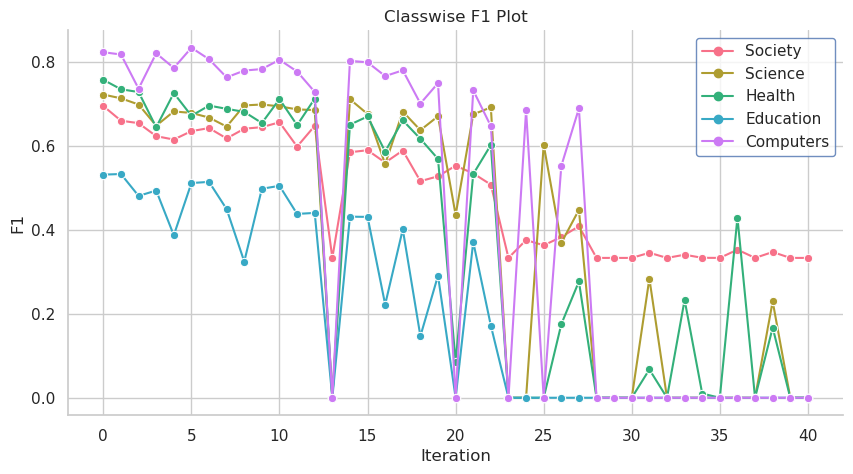 Classwise F1 Plot
Society
Science
Health
Education
Computers
F1
0.8
0.6
0.4
0.2
0.0
0 5 10 15 20 25 30 35 40
Iteration